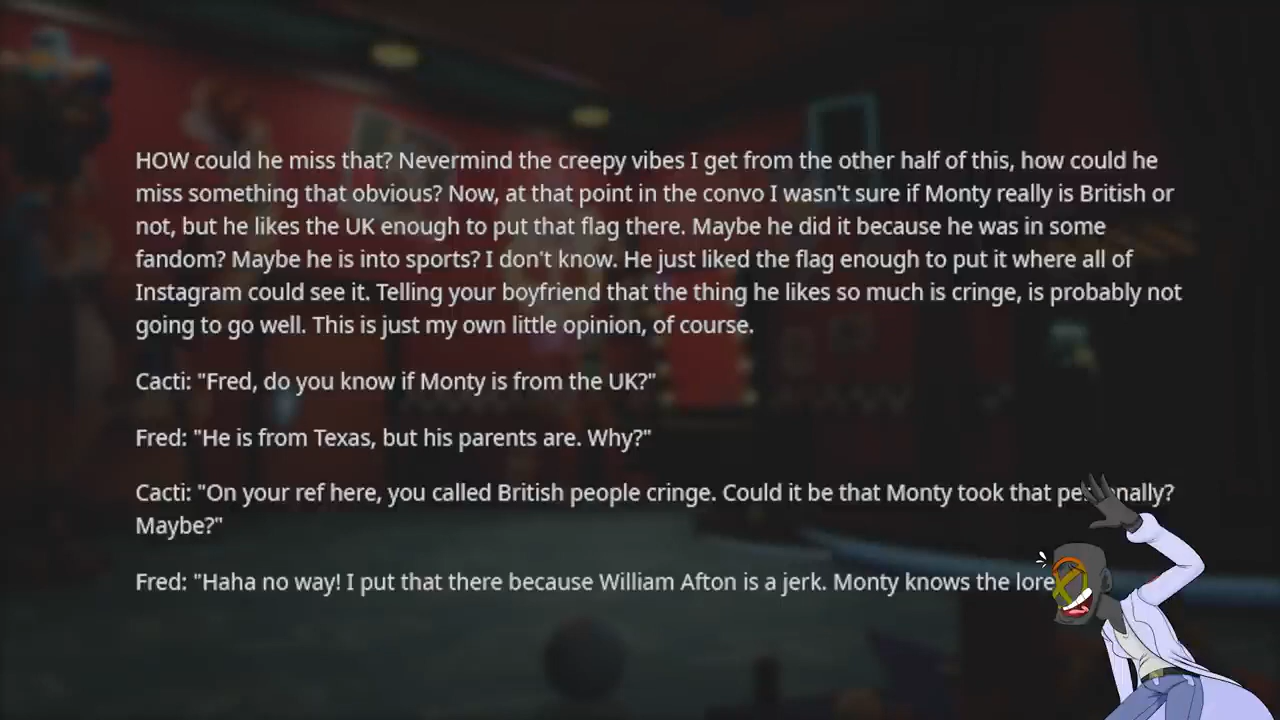 HOW could he miss that? Nevermind the creepy vibes I get from the other half of this, how could he
miss something that obvious? Now, at that point in the convo I wasn't sure if Monty really is British or
not, but he likes the UK enough to put that flag there. Maybe he did it because he was in some
fandom? Maybe he is into sports? I don't know. He just liked the flag enough to put it where all of
Instagram could see it. Telling your boyfriend that the thing he likes so much is cringe, is probably not
going to go well. This is just my own little opinion, of course.
Cacti: "Fred, do you know if Monty is from the UK?"
Fred: "He is from Texas, but his parents are. Why?"
Cacti: "On your ref here, you called British people cringe. Could it be that Monty took that personally?
Maybe?"
Fred: "Haha no way! I put that there because William Afton is a jerk. Monty knows the lore